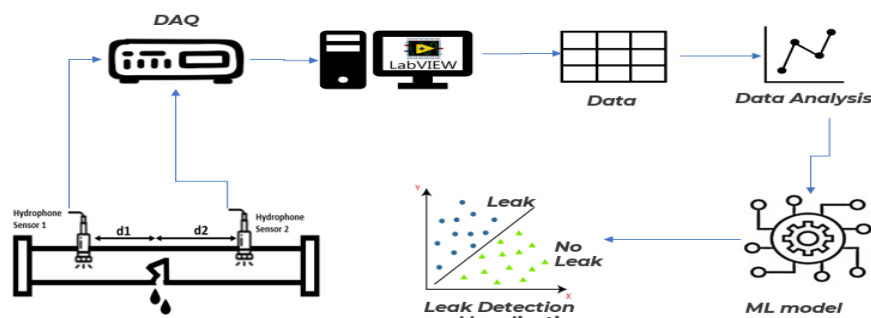 DAQ
LabVIEW
Data
Data Analysis
Hydrophone
Sensor 1
d1
d2
Hydrophone
Sensor 2
Y
Leak
No
Leak
X
Leak Detection
ML model